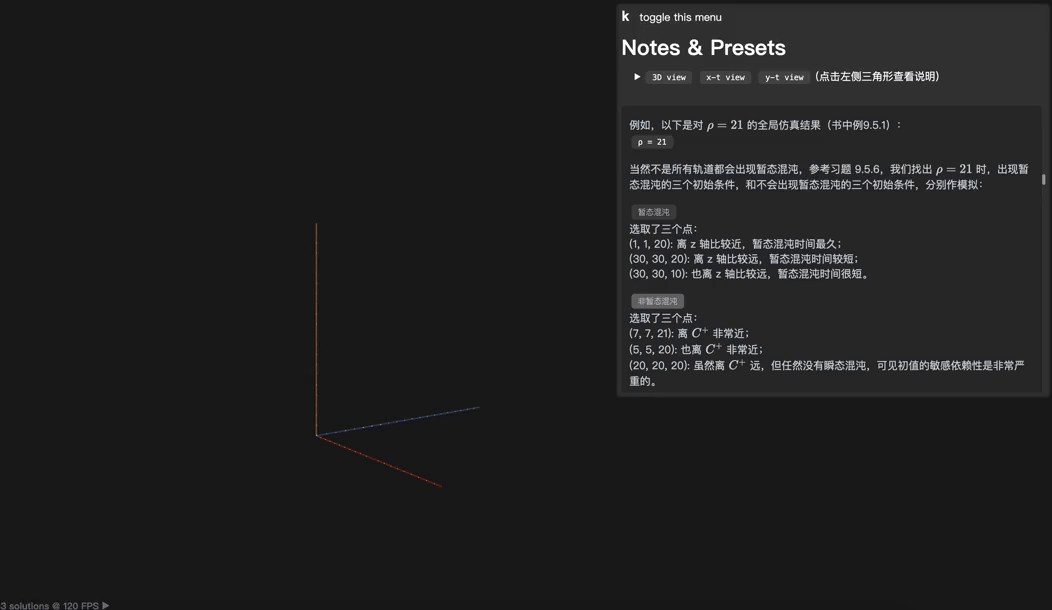 k toggle this menu
Notes & Presets
▶ 3D view x-t view y-t view (点击左侧三角形查看说明)
例如，以下是对 ρ = 21 的全局仿真结果（书中例9.5.1）：
ρ = 21
当然不是所有轨道都会出现暂态混沌，参考习题 9.5.6，我们找出 ρ = 21 时，出现暂
态混沌的三个初始条件，和不会出现暂态混沌的三个初始条件，分别作模拟：
暂态混沌
选取了三个点：
(1, 1, 20): 离 z 轴比较近，暂态混沌时间最久；
(30, 30, 20): 离 z 轴比较远，暂态混沌时间较短；
(30, 30, 10): 也离 z 轴比较远，暂态混沌时间很短。
非暂态混沌
选取了三个点：
(7, 7, 21): 离 C⁺ 非常近；
(5, 5, 20): 也离 C⁺ 非常近；
(20, 20, 20): 虽然离 C⁺ 远，但任然没有瞬态混沌，可见初值的敏感依赖性是非常严
重的。
3 solutions @ 120 FPS ▶